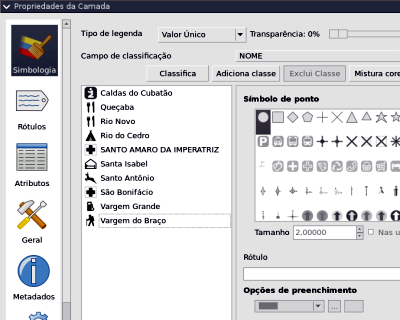 Propriedades da Camada
Tipo de legenda
Valor Único
Transparência: 0%
Campo de classificação
NOME
Classifica
Adiciona classe
Exclui Classe
Mistura core
Simbologia
Rótulos
Atributos
Geral
Metadados
Caldas do Cubatão
Queçaba
Rio Novo
Rio do Cedro
SANTO AMARO DA IMPERATRIZ
Santa Isabel
Santo Antônio
São Bonifácio
Vargem Grande
Vargem do Braço
Símbolo de ponto
Tamanho
2,00000
Nas u
Rótulo
Opções de preenchimento
...